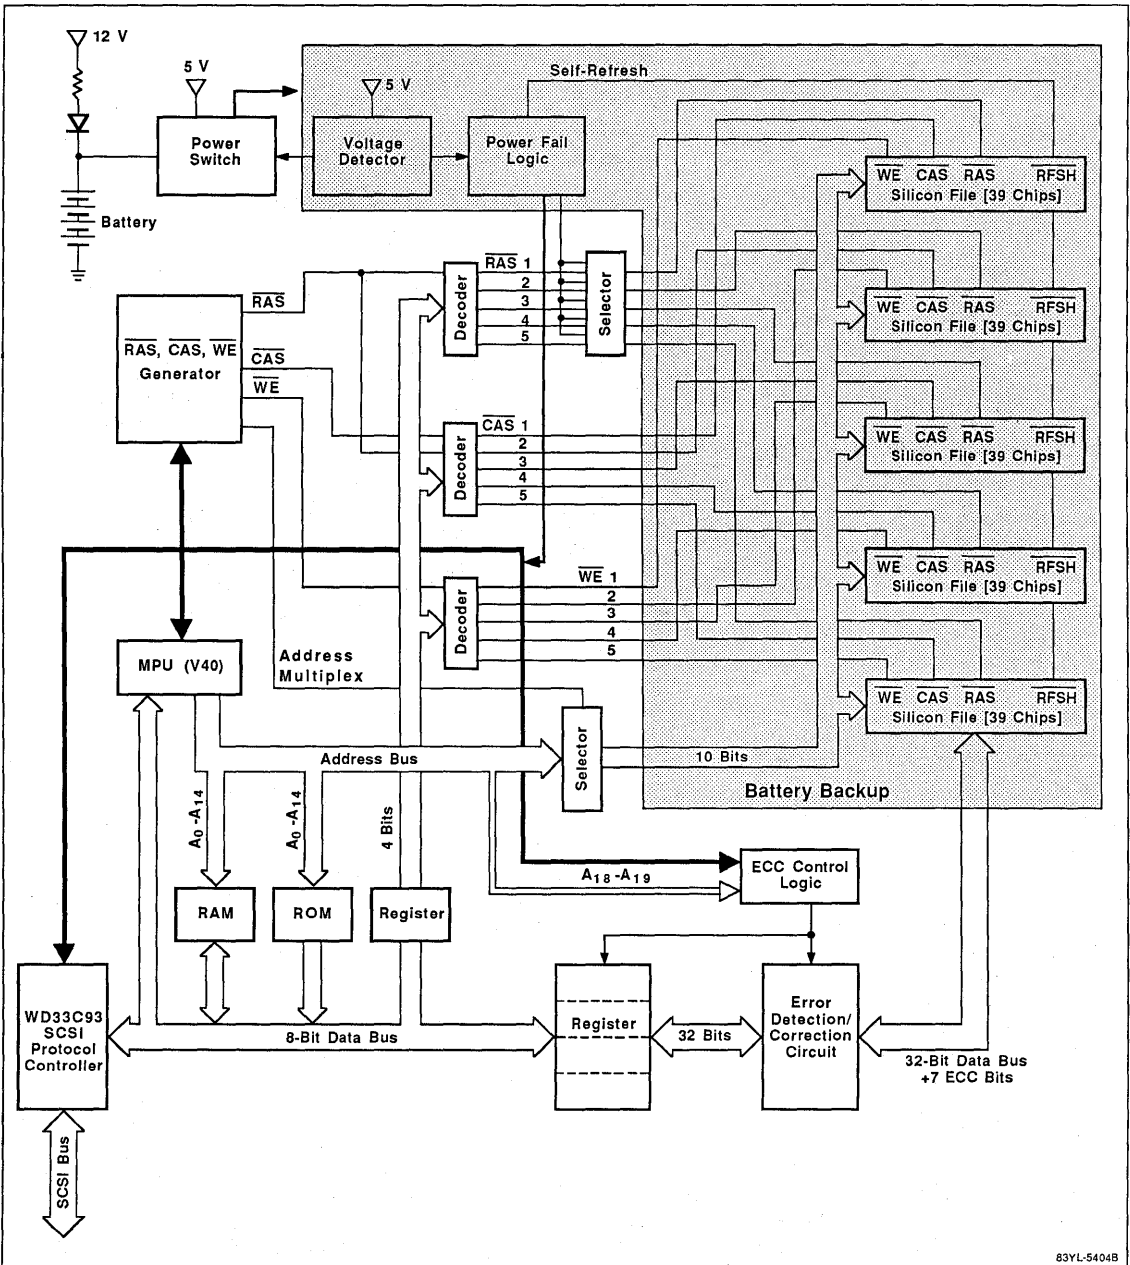 12 V
5 V
Self-Refresh
5 V
Power
Switch
Voltage
Detector
Power Fail
Logic
Battery
WE CAS RAS RFSH
Silicon File [39 Chips]
RAS 1
2
3
4
5
Decoder
Selector
RAS
RAS, CAS, WE
Generator
CAS
WE
WE CAS RAS RFSH
Silicon File [39 Chips]
CAS 1
2
3
4
5
Decoder
WE CAS RAS RFSH
Silicon File [39 Chips]
WE 1
2
3
4
5
Decoder
WE CAS RAS RFSH
Silicon File [39 Chips]
MPU (V40)
Address
Multiplex
WE CAS RAS RFSH
Silicon File [39 Chips]
Address Bus
Selector
10 Bits
Battery Backup
A0-A14
A0-A14
4 Bits
A18-A19
ECC Control
Logic
RAM
ROM
Register
WD33C93
SCSI
Protocol
Controller
8-Bit Data Bus
Register
32 Bits
Error
Detection/
Correction
Circuit
32-Bit Data Bus
+7 ECC Bits
SCSI Bus
83YL-5404B